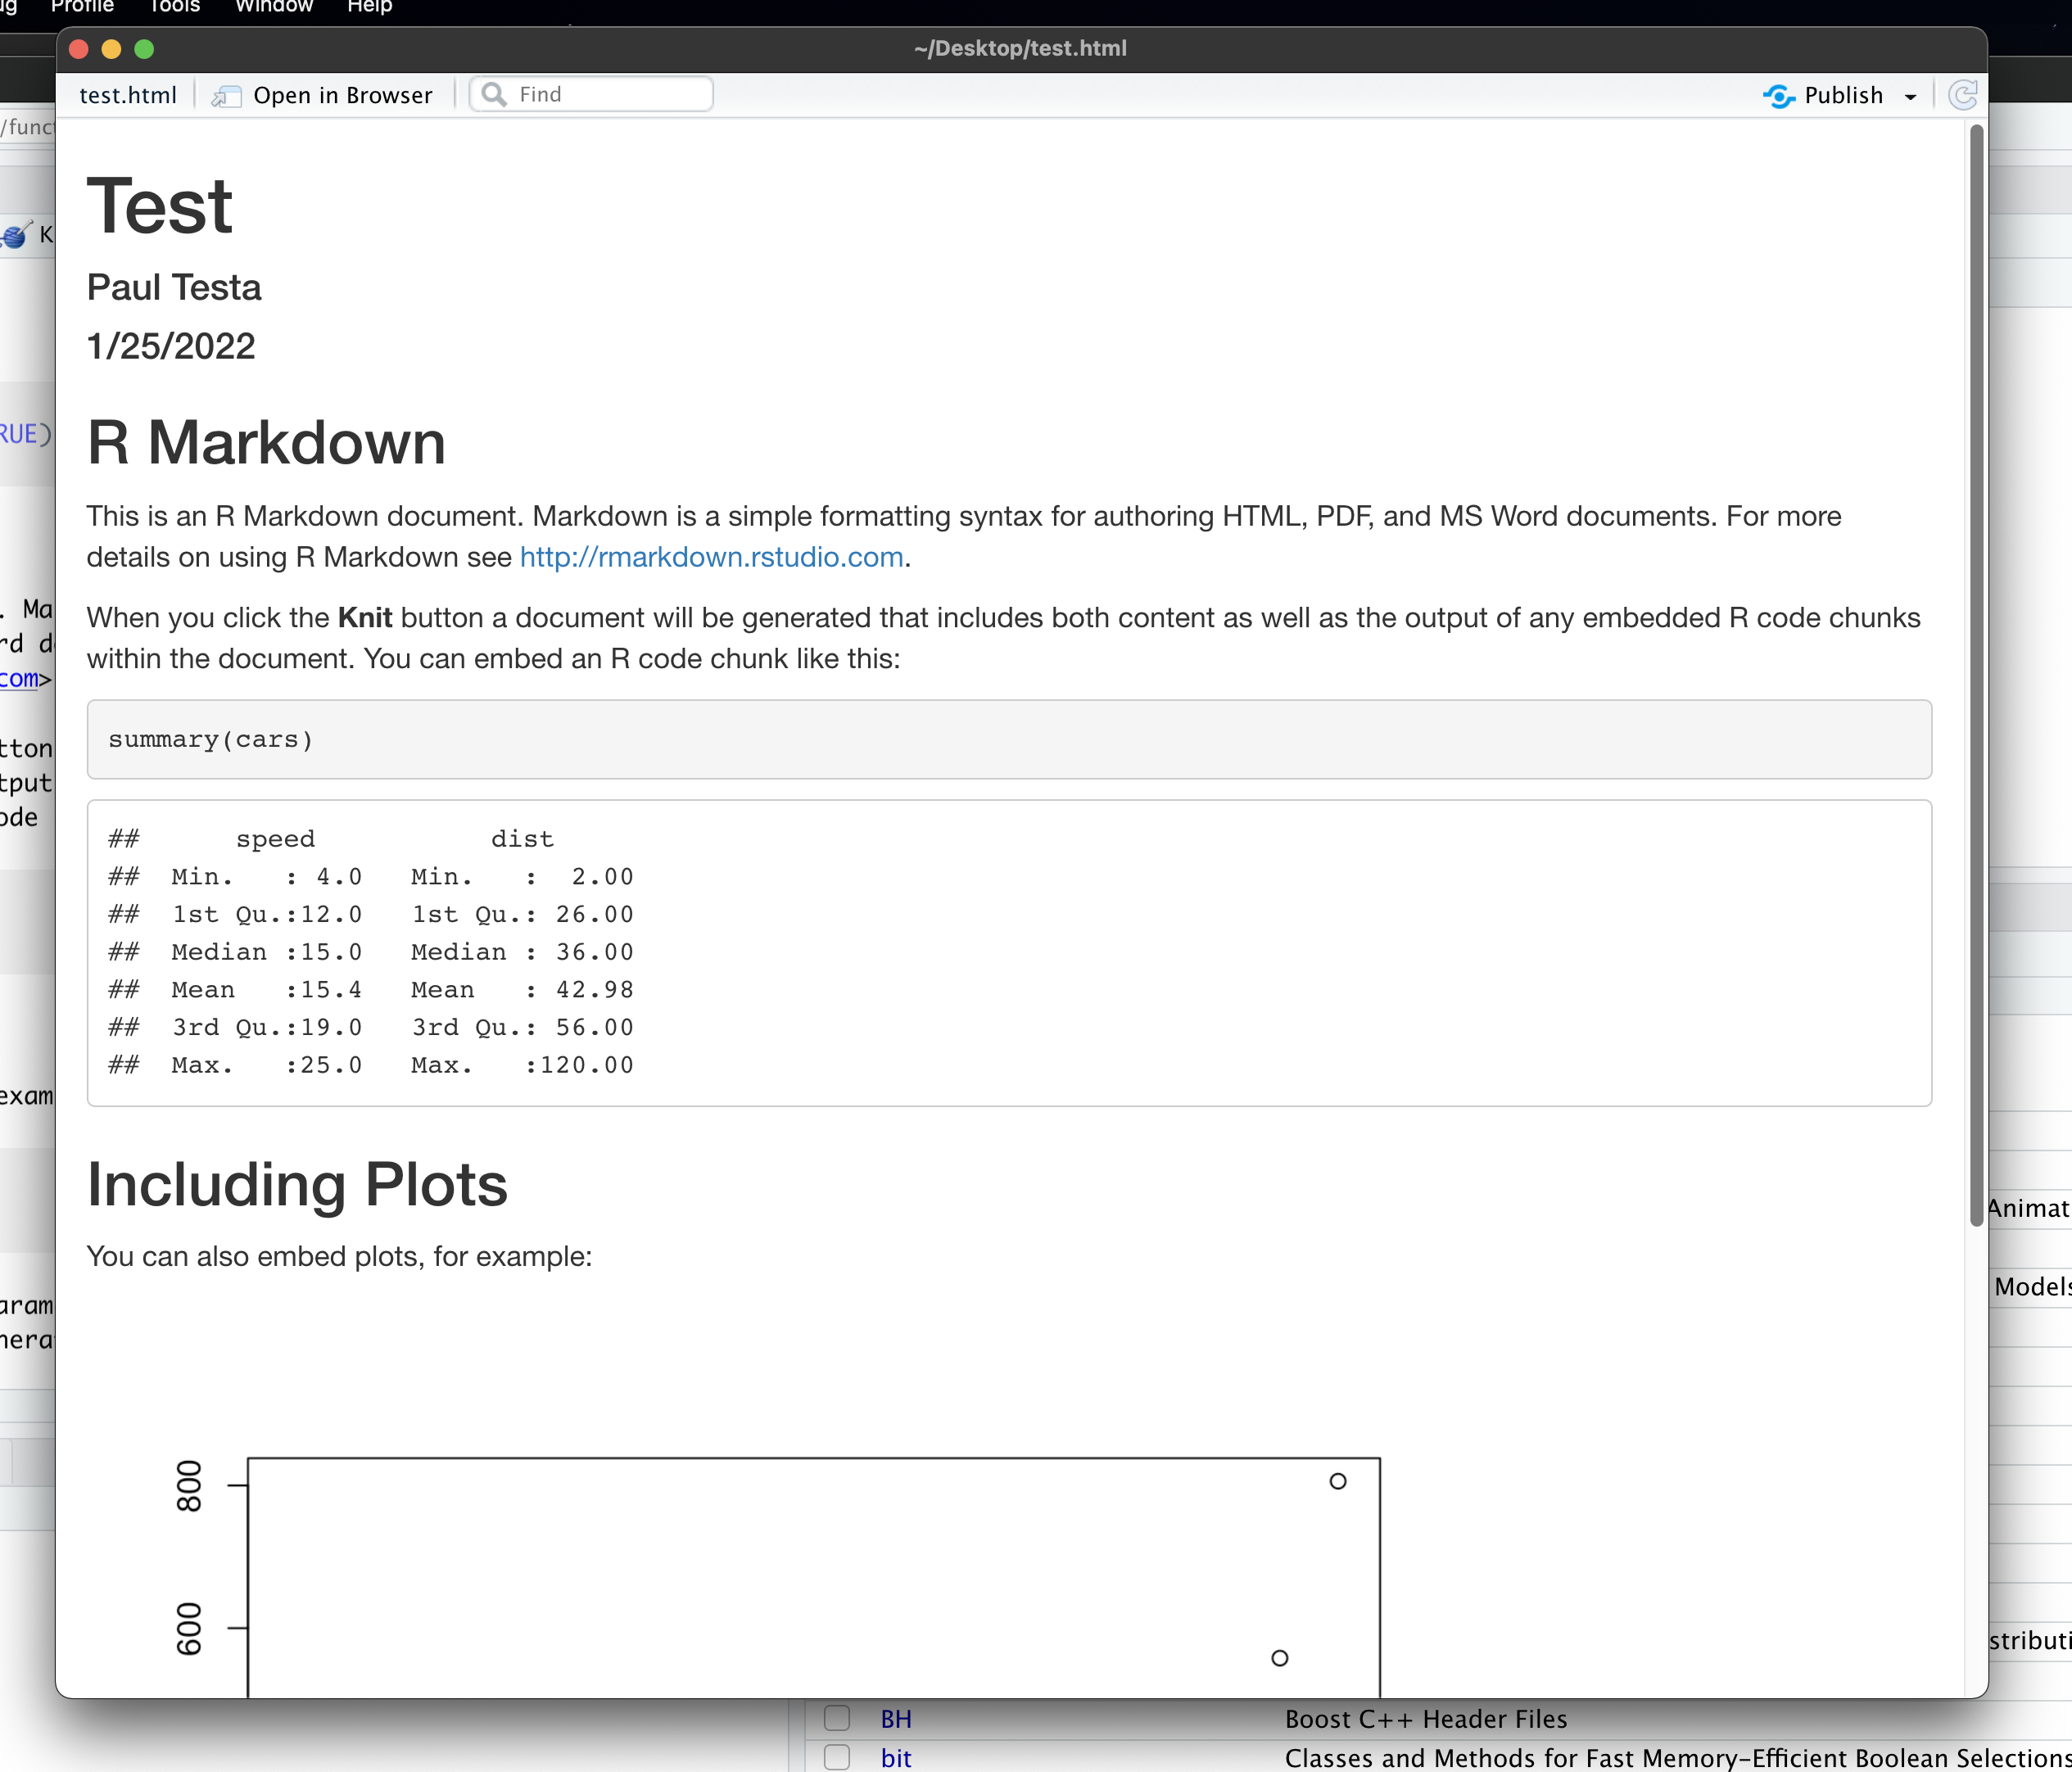 Profile Tools Window Help
~/Desktop/test.html
test.html Open in Browser Find Publish
/func
K
Test
Paul Testa
1/25/2022
RUE)
R Markdown
This is an R Markdown document. Markdown is a simple formatting syntax for authoring HTML, PDF, and MS Word documents. For more
details on using R Markdown see http://rmarkdown.rstudio.com.
. Ma
rd d
com>
When you click the Knit button a document will be generated that includes both content as well as the output of any embedded R code chunks
within the document. You can embed an R code chunk like this:
tton
tput
ode
summary(cars)
##      speed           dist
##  Min.   : 4.0   Min.   :  2.00
##  1st Qu.:12.0   1st Qu.: 26.00
##  Median :15.0   Median : 36.00
##  Mean   :15.4   Mean   : 42.98
##  3rd Qu.:19.0   3rd Qu.: 56.00
##  Max.   :25.0   Max.   :120.00
exam
Including Plots
You can also embed plots, for example:
aram
nera
Animat
Models
800
600
stributi
BH Boost C++ Header Files
bit Classes and Methods for Fast Memory-Efficient Boolean Selections